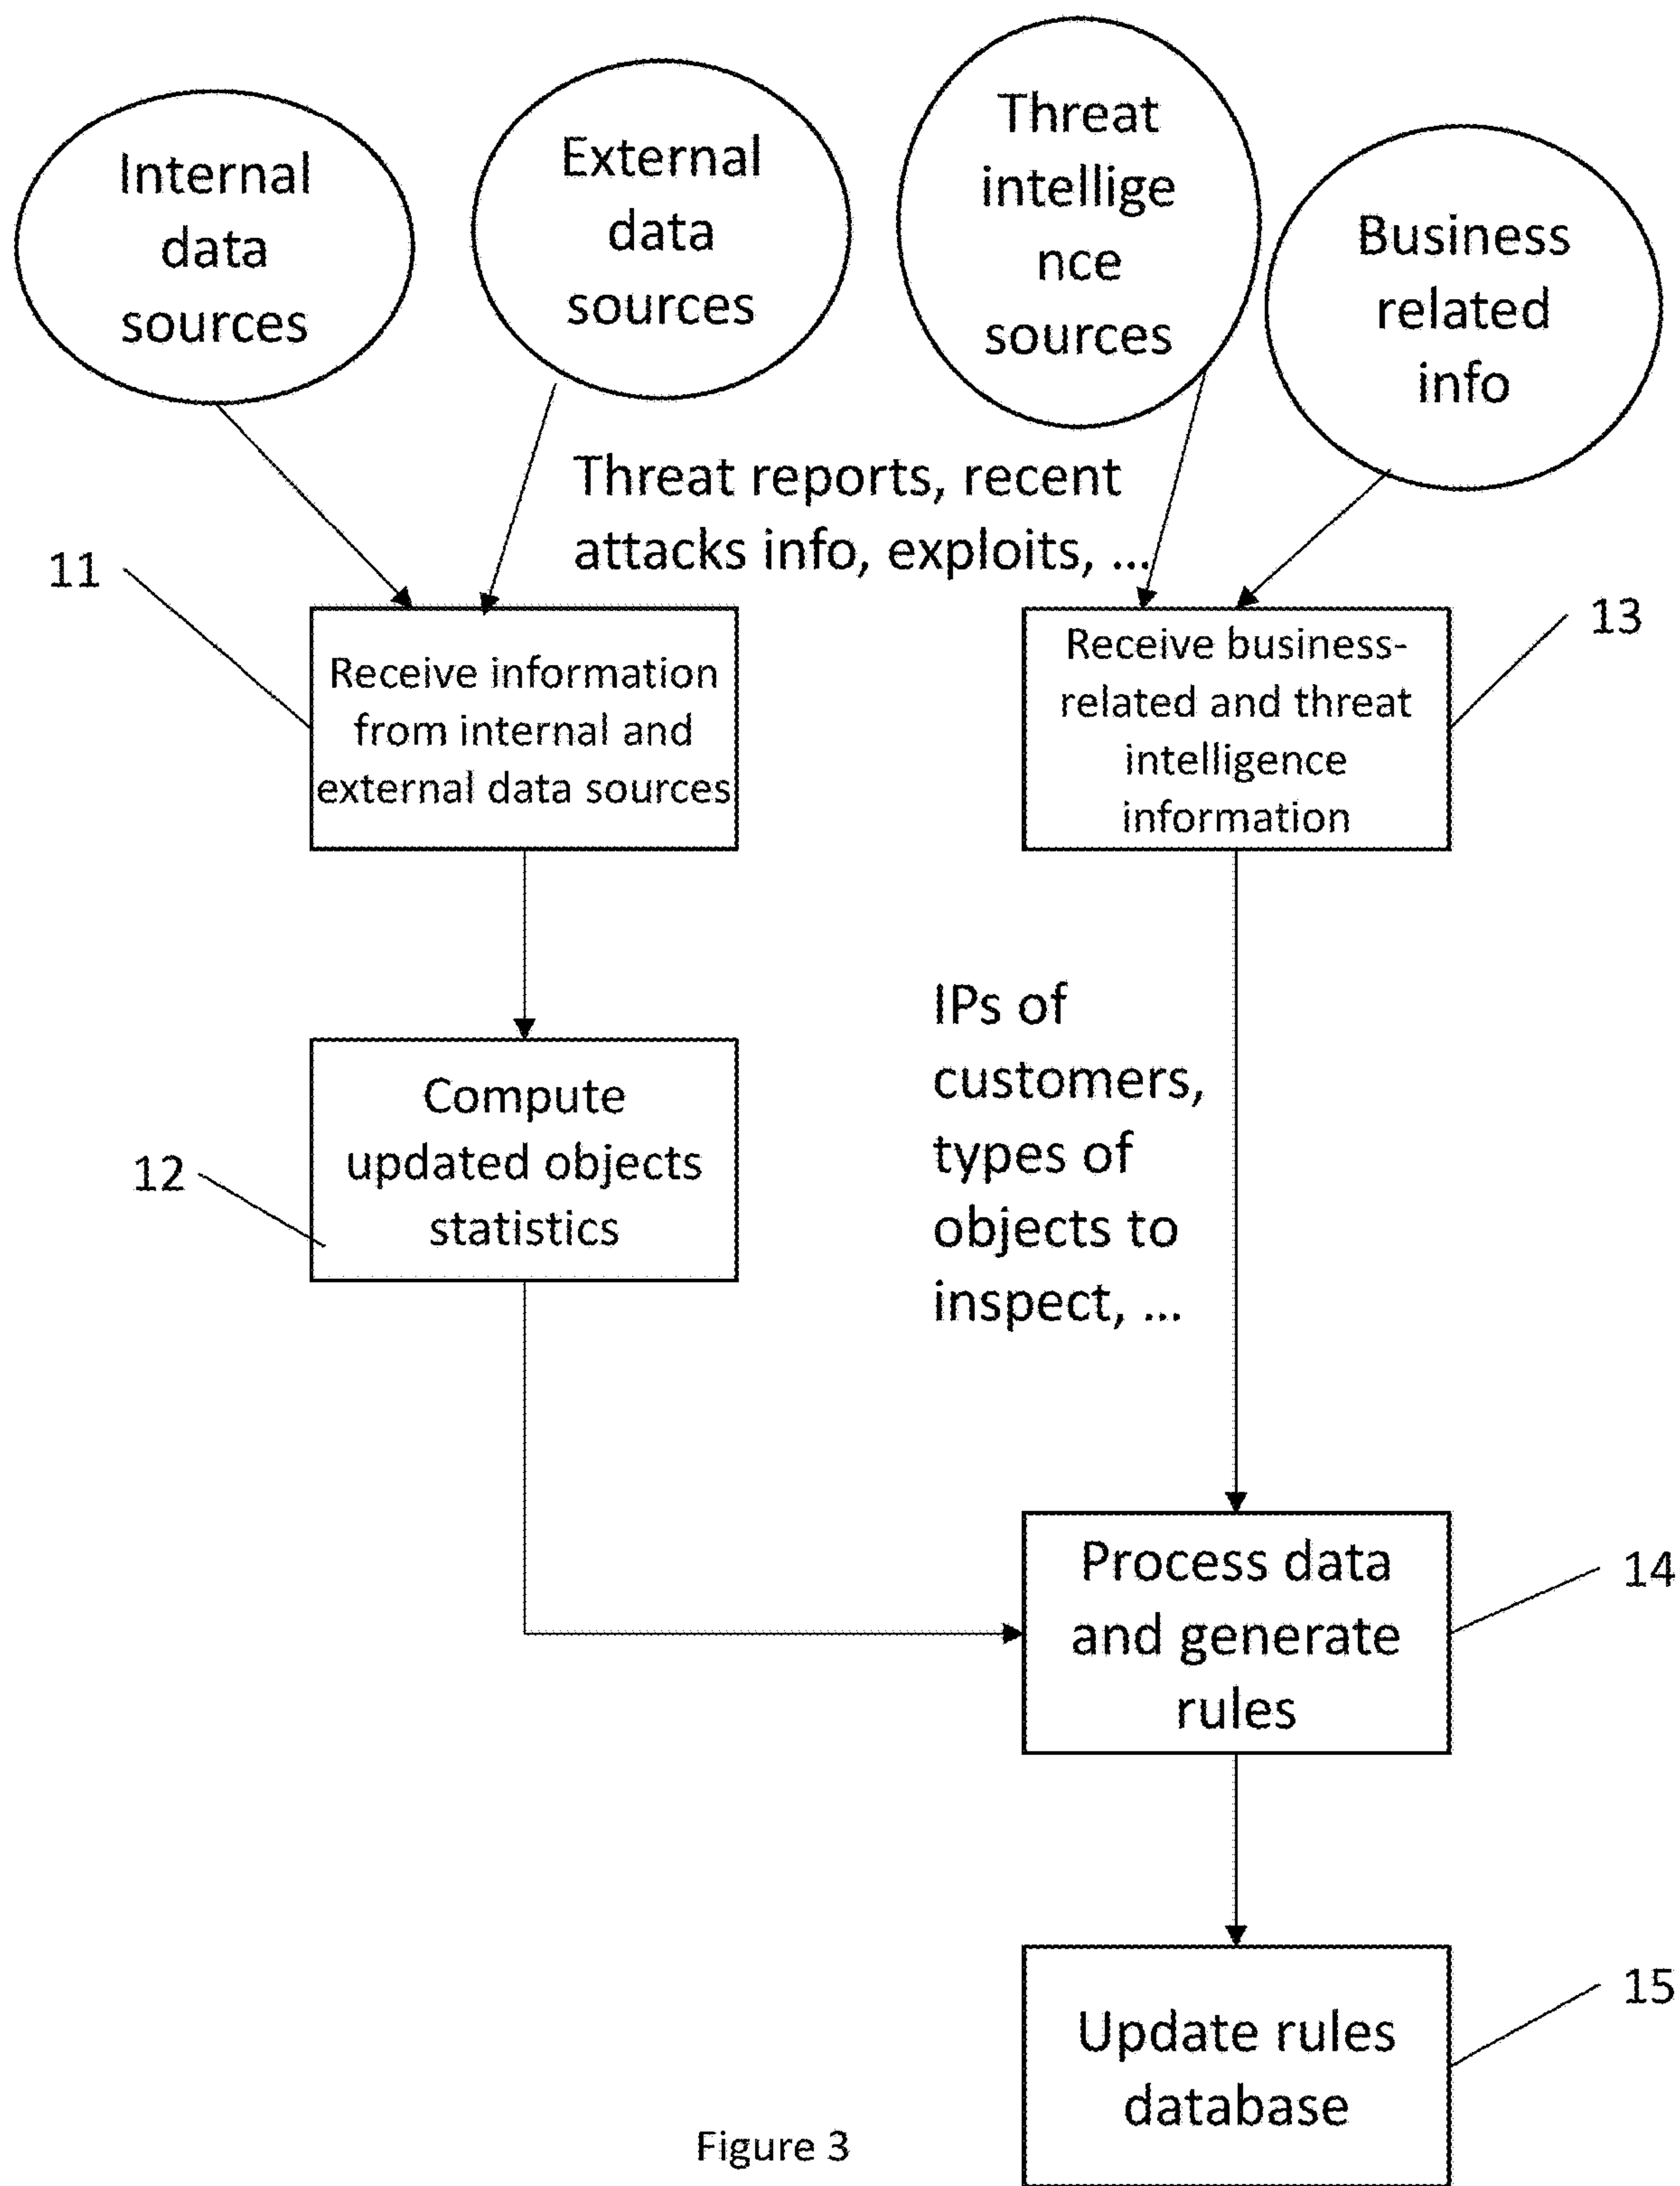 Internal
data
sources
External
data
sources
Threat
intellige
nce
sources
Business
related
info
Threat reports, recent
attacks info, exploits, ...
11
Receive information
from internal and
external data sources
Receive business-
related and threat
intelligence
information
13
IPs of
customers,
types of
objects to
inspect, ...
12
Compute
updated objects
statistics
Process data
and generate
rules
14
Update rules
database
15
Figure 3